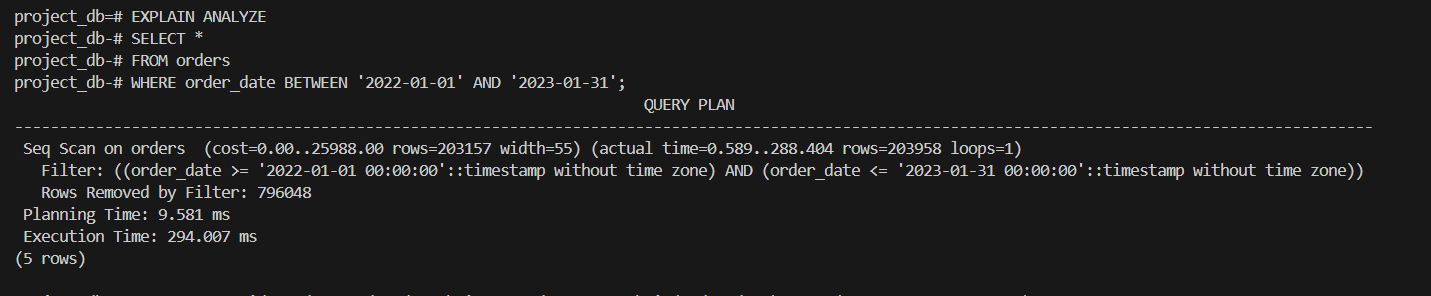 project_db=# EXPLAIN ANALYZE
project_db-# SELECT *
project_db-# FROM orders
project_db-# WHERE order_date BETWEEN '2022-01-01' AND '2023-01-31';
QUERY PLAN
---------------------------------------------------------------------------------------------------------------------------------------------------
Seq Scan on orders  (cost=0.00..25988.00 rows=203157 width=55) (actual time=0.589..288.404 rows=203958 loops=1)
Filter: ((order_date >= '2022-01-01 00:00:00'::timestamp without time zone) AND (order_date <= '2023-01-31 00:00:00'::timestamp without time zone))
Rows Removed by Filter: 796048
Planning Time: 9.581 ms
Execution Time: 294.007 ms
(5 rows)